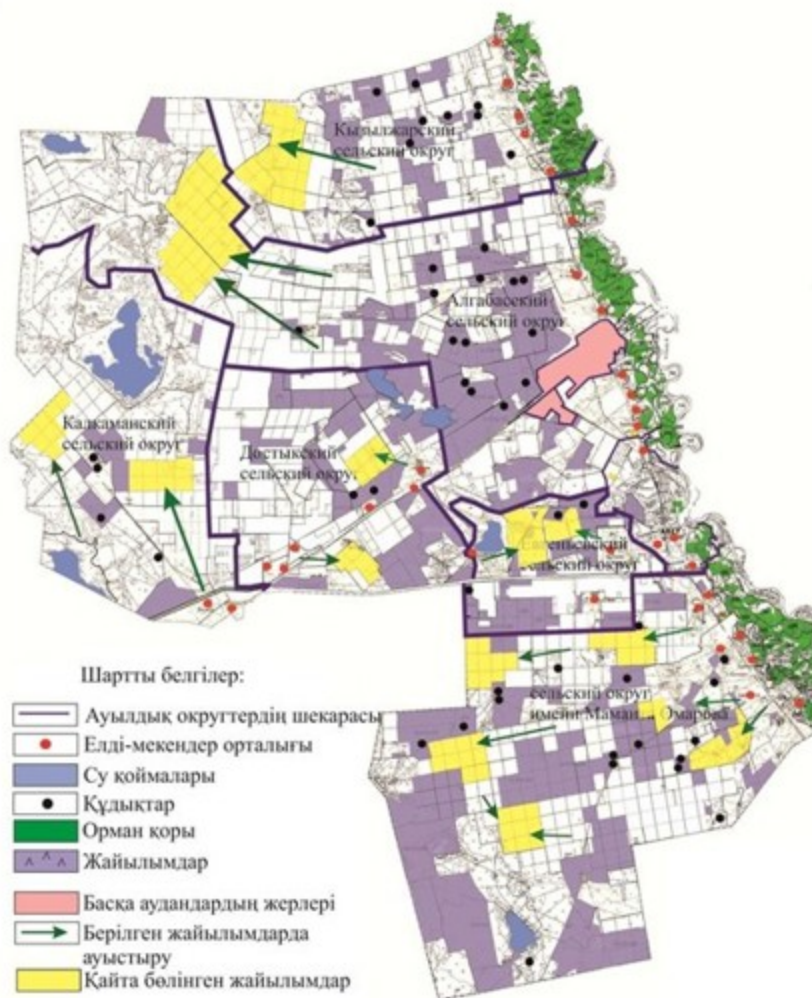 Кызылжарский
сельский округ
Алгабасский
сельский округ
Калкаманский
сельский округ
Достыкский
сельский округ
Евгеньевский
сельский округ
сельский округ
имени Маман Омарова
Шартты белгілер:
Ауылдық округтердің шекарасы
Елді-мекендер орталығы
Су қоймалары
Құдықтар
Орман қоры
Жайылымдар
Басқа аудандардың жерлері
Берілген жайылымдарда
ауыстыру
Қайта бөлінген жайылымдар